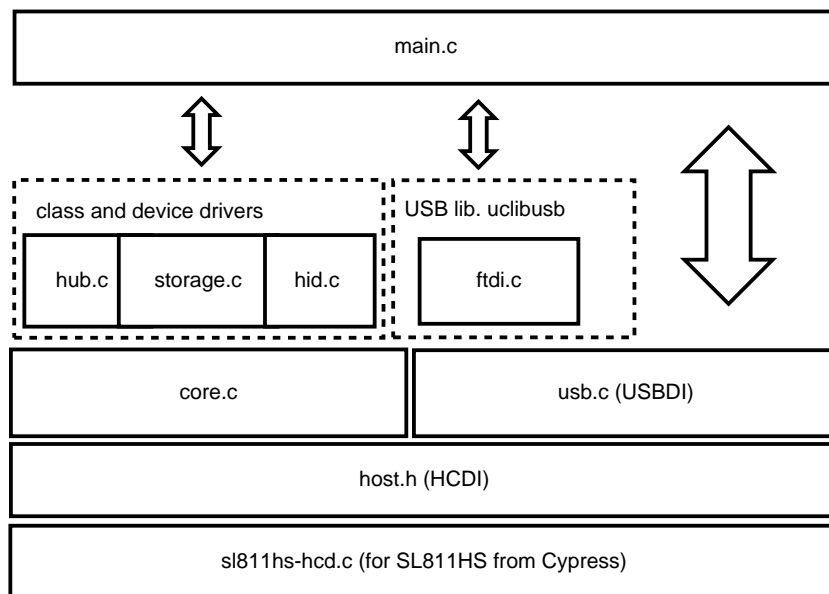 main.c
class and device drivers
USB lib. uclibusb
hub.c
storage.c
hid.c
ftdi.c
core.c
usb.c (USBDI)
host.h (HCDI)
sl811hs-hcd.c (for SL811HS from Cypress)